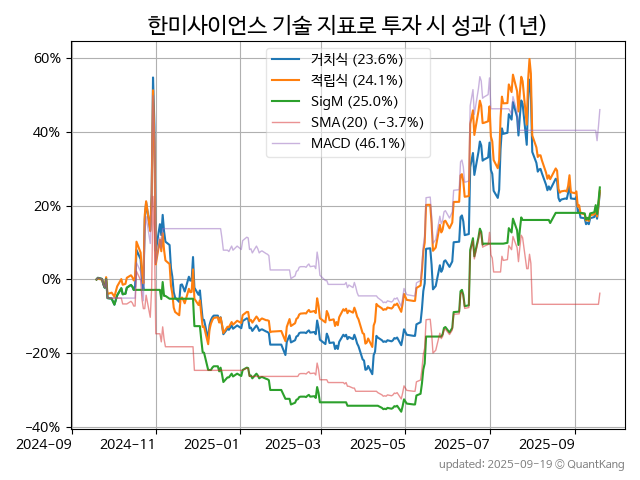 한미사이언스 기술 지표로 투자 시 성과 (1년)
거치식 (23.6%)
적립식 (24.1%)
SigM (25.0%)
SMA(20) (−3.7%)
MACD (46.1%)
60%
40%
20%
0%
−20%
−40%
2024-09
2024-11
2025-01
2025-03
2025-05
2025-07
2025-09
updated: 2025-09-19 © QuantKang